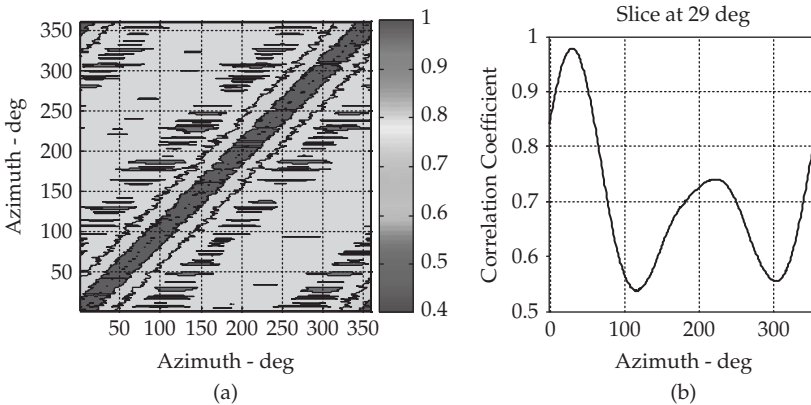 350
300
250
200
150
100
50
Azimuth - deg
50 100 150 200 250 300 350
Azimuth - deg
(a)
1
0.9
0.8
0.7
0.6
0.5
0.4
Slice at 29 deg
1
0.9
0.8
0.7
0.6
0.5
Correlation Coefficient
0 100 200 300
Azimuth - deg
(b)